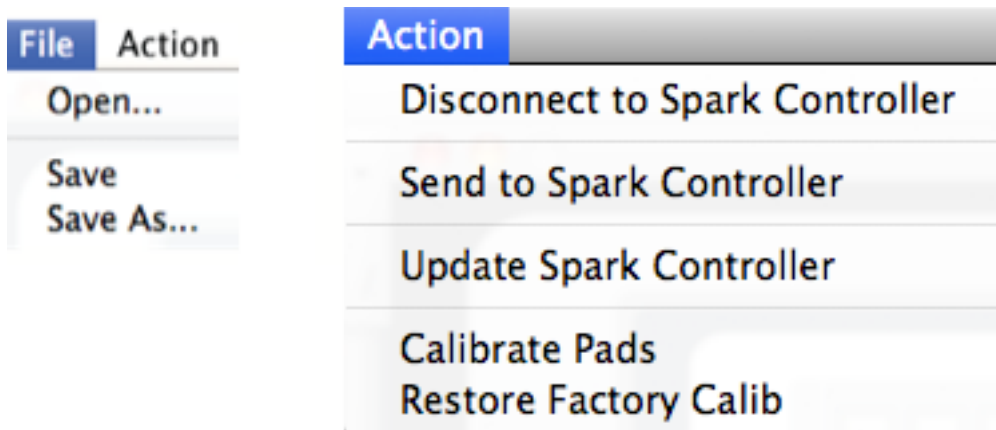 File Action
Open...
Save
Save As...
Action
Disconnect to Spark Controller
Send to Spark Controller
Update Spark Controller
Calibrate Pads
Restore Factory Calib